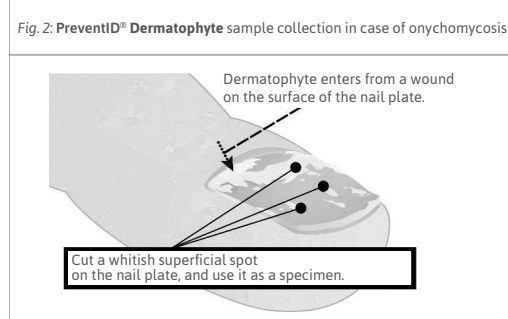 Fig. 2: PreventID® Dermatophyte sample collection in case of onychomycosis
Dermatophyte enters from a wound
on the surface of the nail plate.
Cut a whitish superficial spot
on the nail plate, and use it as a specimen.